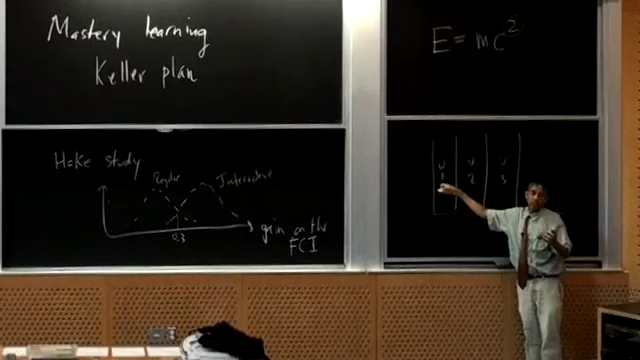 Mastery learning
Keller plan
Hake study
Regular
Interactive
0.3
gain on the
FCI
E = mc²
U U U
1 2 3